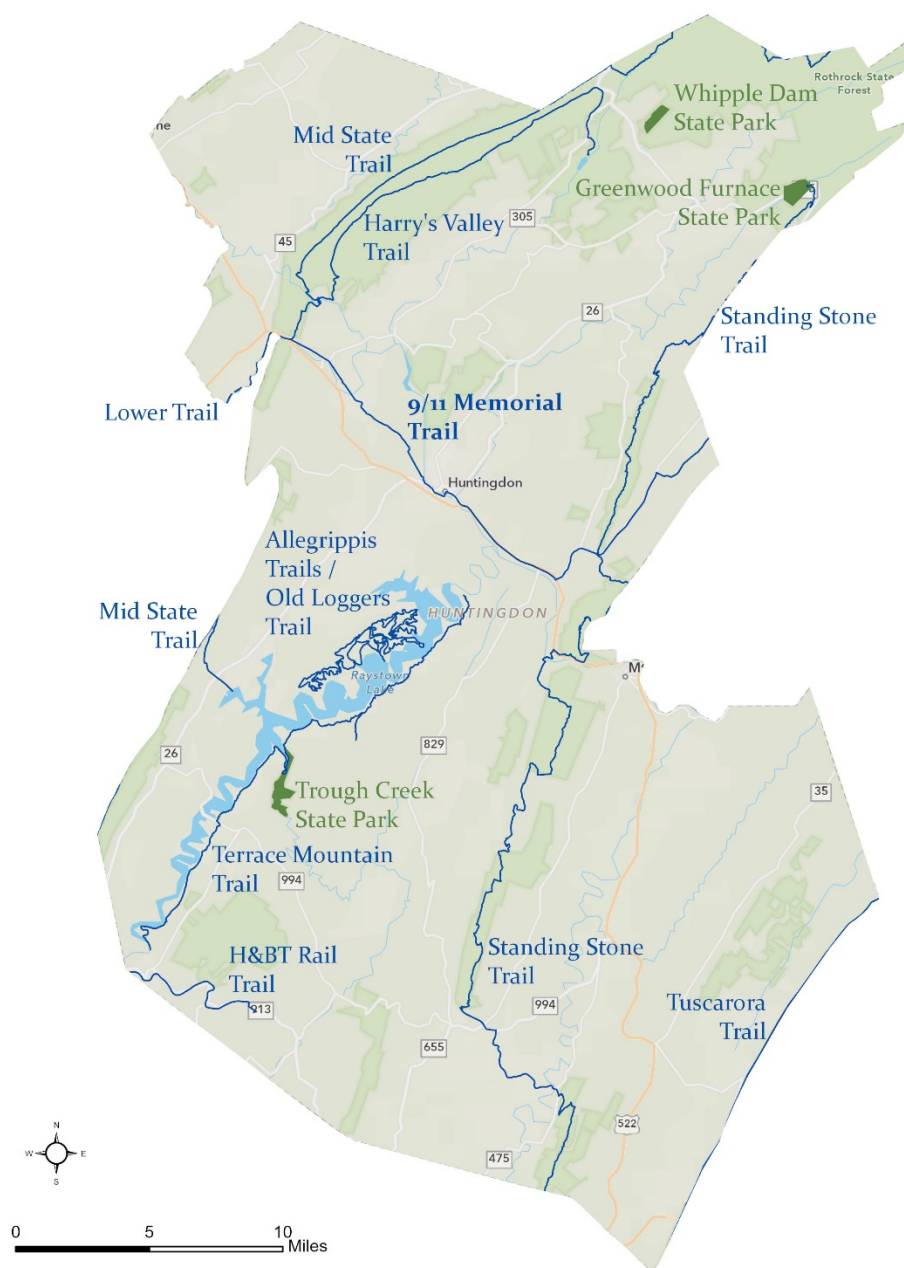 Rothrock State
Forest
Whipple Dam
State Park
ne
Mid State
Trail
Greenwood Furnace
State Park
Harry's Valley
Trail
305
45
26
Standing Stone
Trail
Lower Trail
9/11 Memorial
Trail
Huntingdon
Allegrippis
Trails /
Old Loggers
Trail
Mid State
Trail
HUNTINGDON
Raystown
Lake
M
829
26
35
Trough Creek
State Park
Terrace Mountain
Trail
994
H&BT Rail
Trail
Standing Stone
Trail
994
913
Tuscarora
Trail
655
522
475
N
W
E
S
0
5
10
Miles